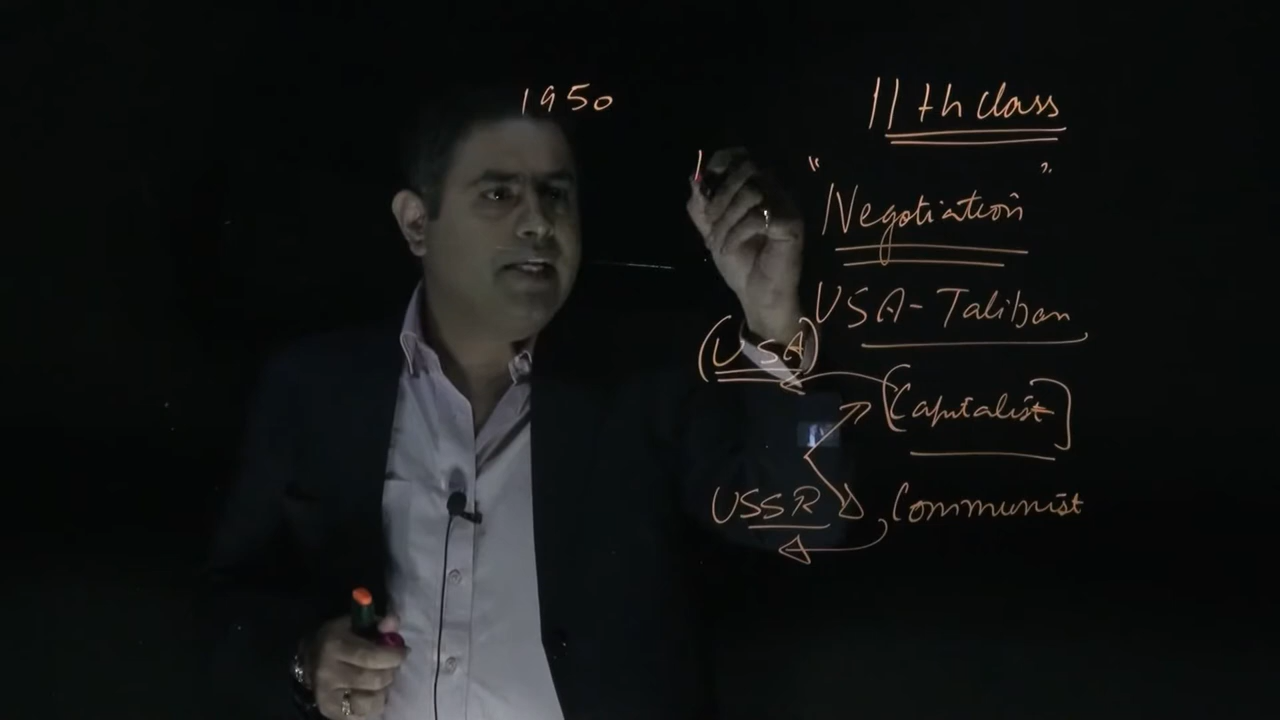 1950
11th class
"Negotiation"
USA-Taliban
(USA)
[Capitalist]
USSR
Communist